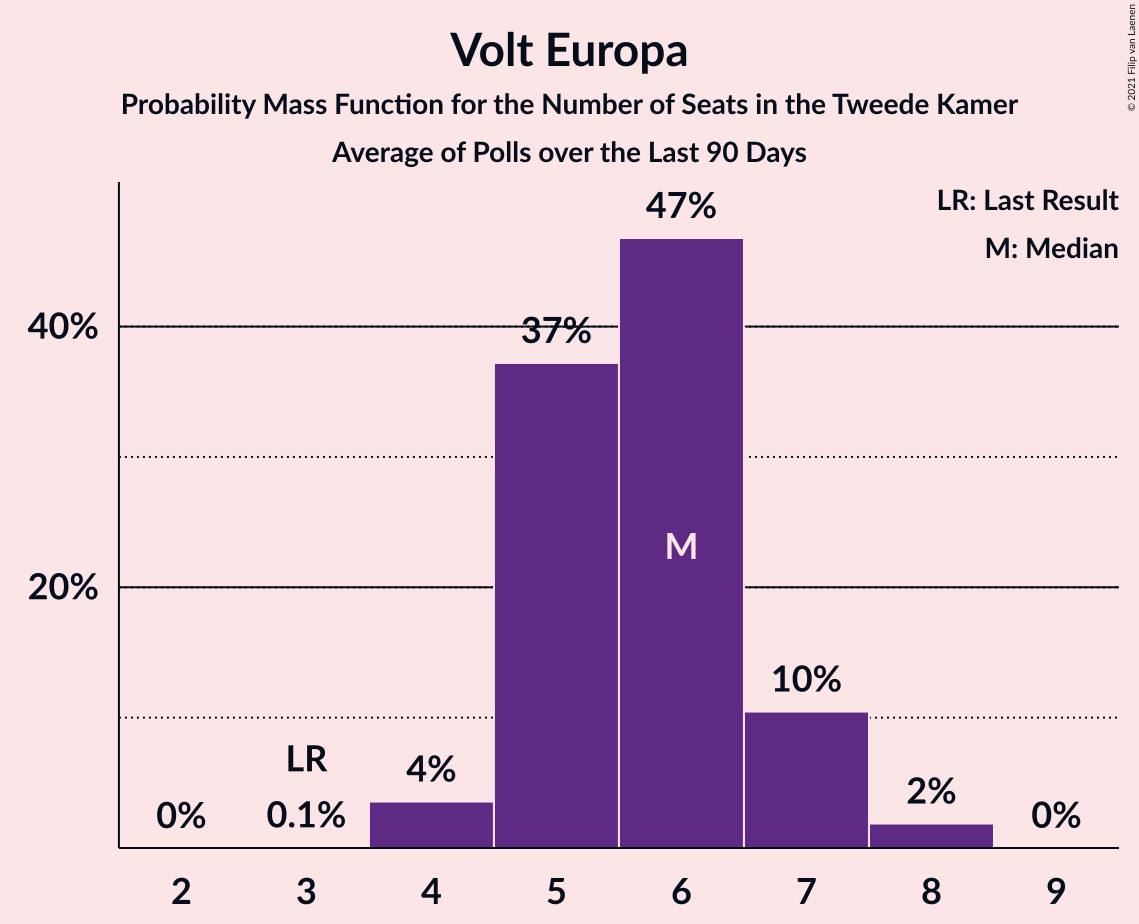 Volt Europa
Probability Mass Function for the Number of Seats in the Tweede Kamer
Average of Polls over the Last 90 Days
© 2021 Filip van Laenen
LR: Last Result
M: Median
47%
40%
37%
M
20%
10%
LR
4%
2%
0%
0.1%
0%
2 3 4 5 6 7 8 9